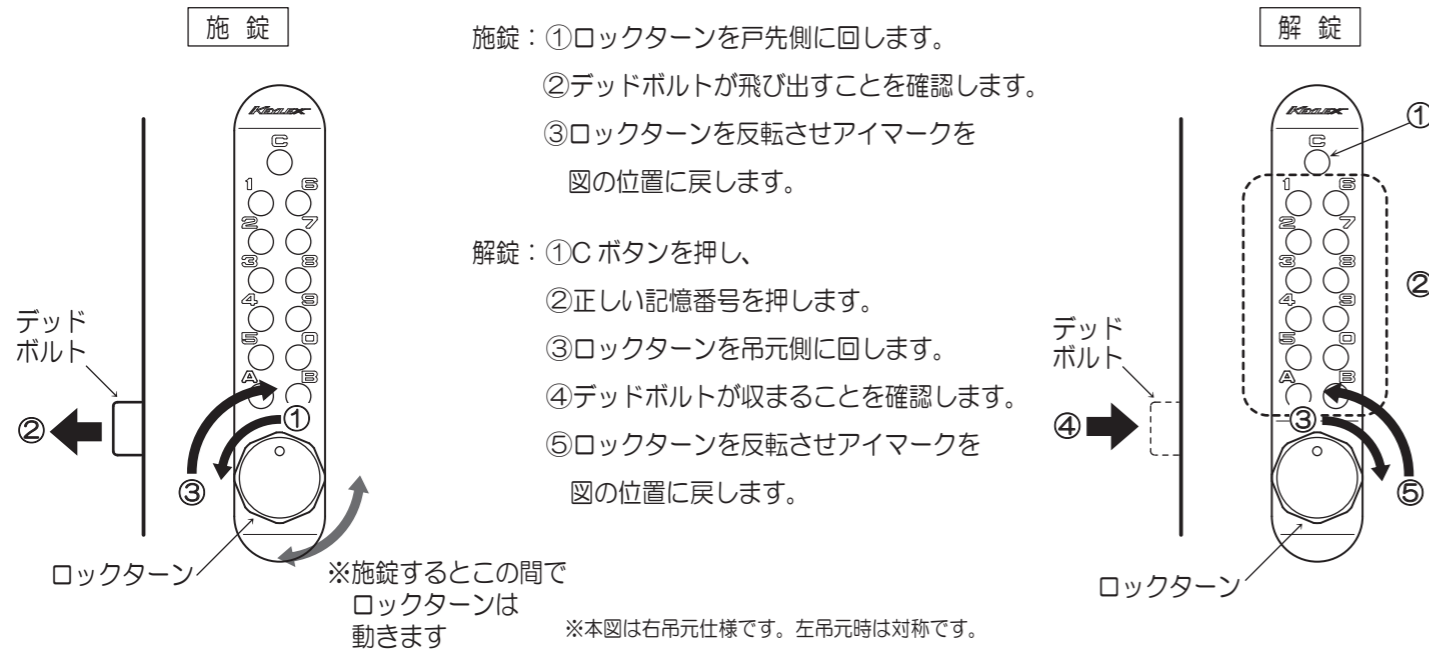 施 錠
KEYLEX
C
1 6
2 7
3 8
4 9
5 0
A B
①
②
③
デッド
ボルト
ロックターン
※施錠するとこの間で
ロックターンは
動きます
施錠：①ロックターンを戸先側に回します。
②デッドボルトが飛び出すことを確認します。
③ロックターンを反転させアイマークを
図の位置に戻します。
解錠：①C ボタンを押し、
②正しい記憶番号を押します。
③ロックターンを吊元側に回します。
④デッドボルトが収まることを確認します。
⑤ロックターンを反転させアイマークを
図の位置に戻します。
※本図は右吊元仕様です。左吊元時は対称です。
解 錠
KEYLEX
①
C
1 6
2 7
3 8
4 9
5 0
A B
②
デッド
ボルト
④
③
⑤
ロックターン